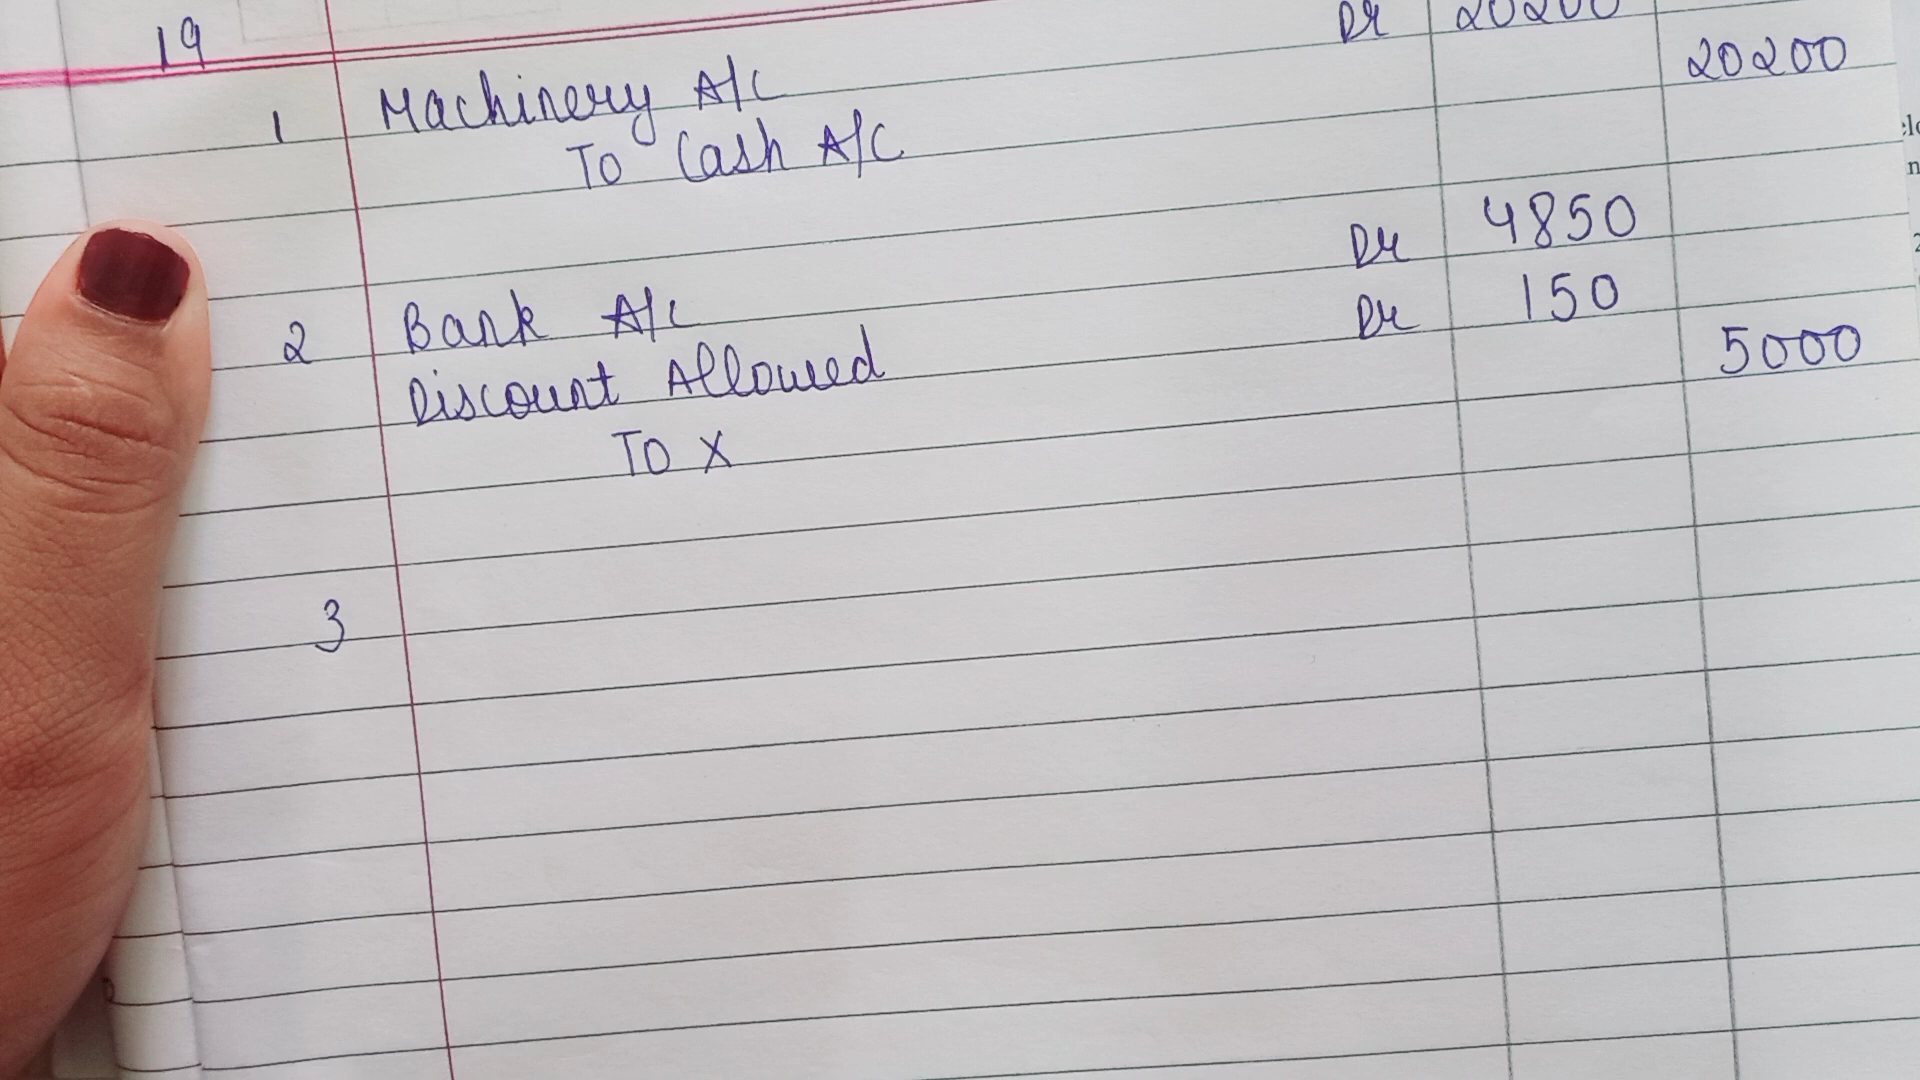 19
1 Machinery A/c Dr 20200
To Cash A/c 20200
2 Bank A/c Dr 4850
Discount Allowed Dr 150
To X 5000
3